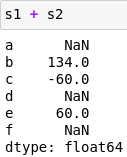 s1 + s2
a      NaN
b    134.0
c    -60.0
d      NaN
e     60.0
f      NaN
dtype: float64